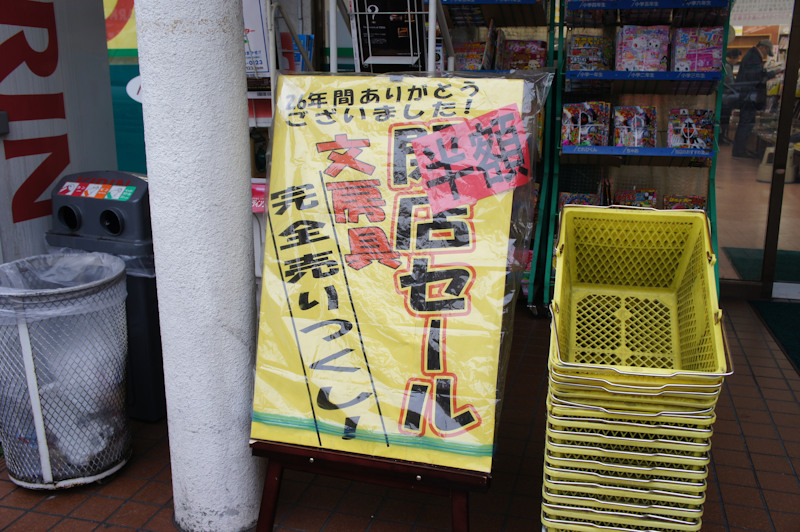 26年間ありがとう
ございました!
半額
閉店セール
文房具
完全売りつくし!
RIN
?